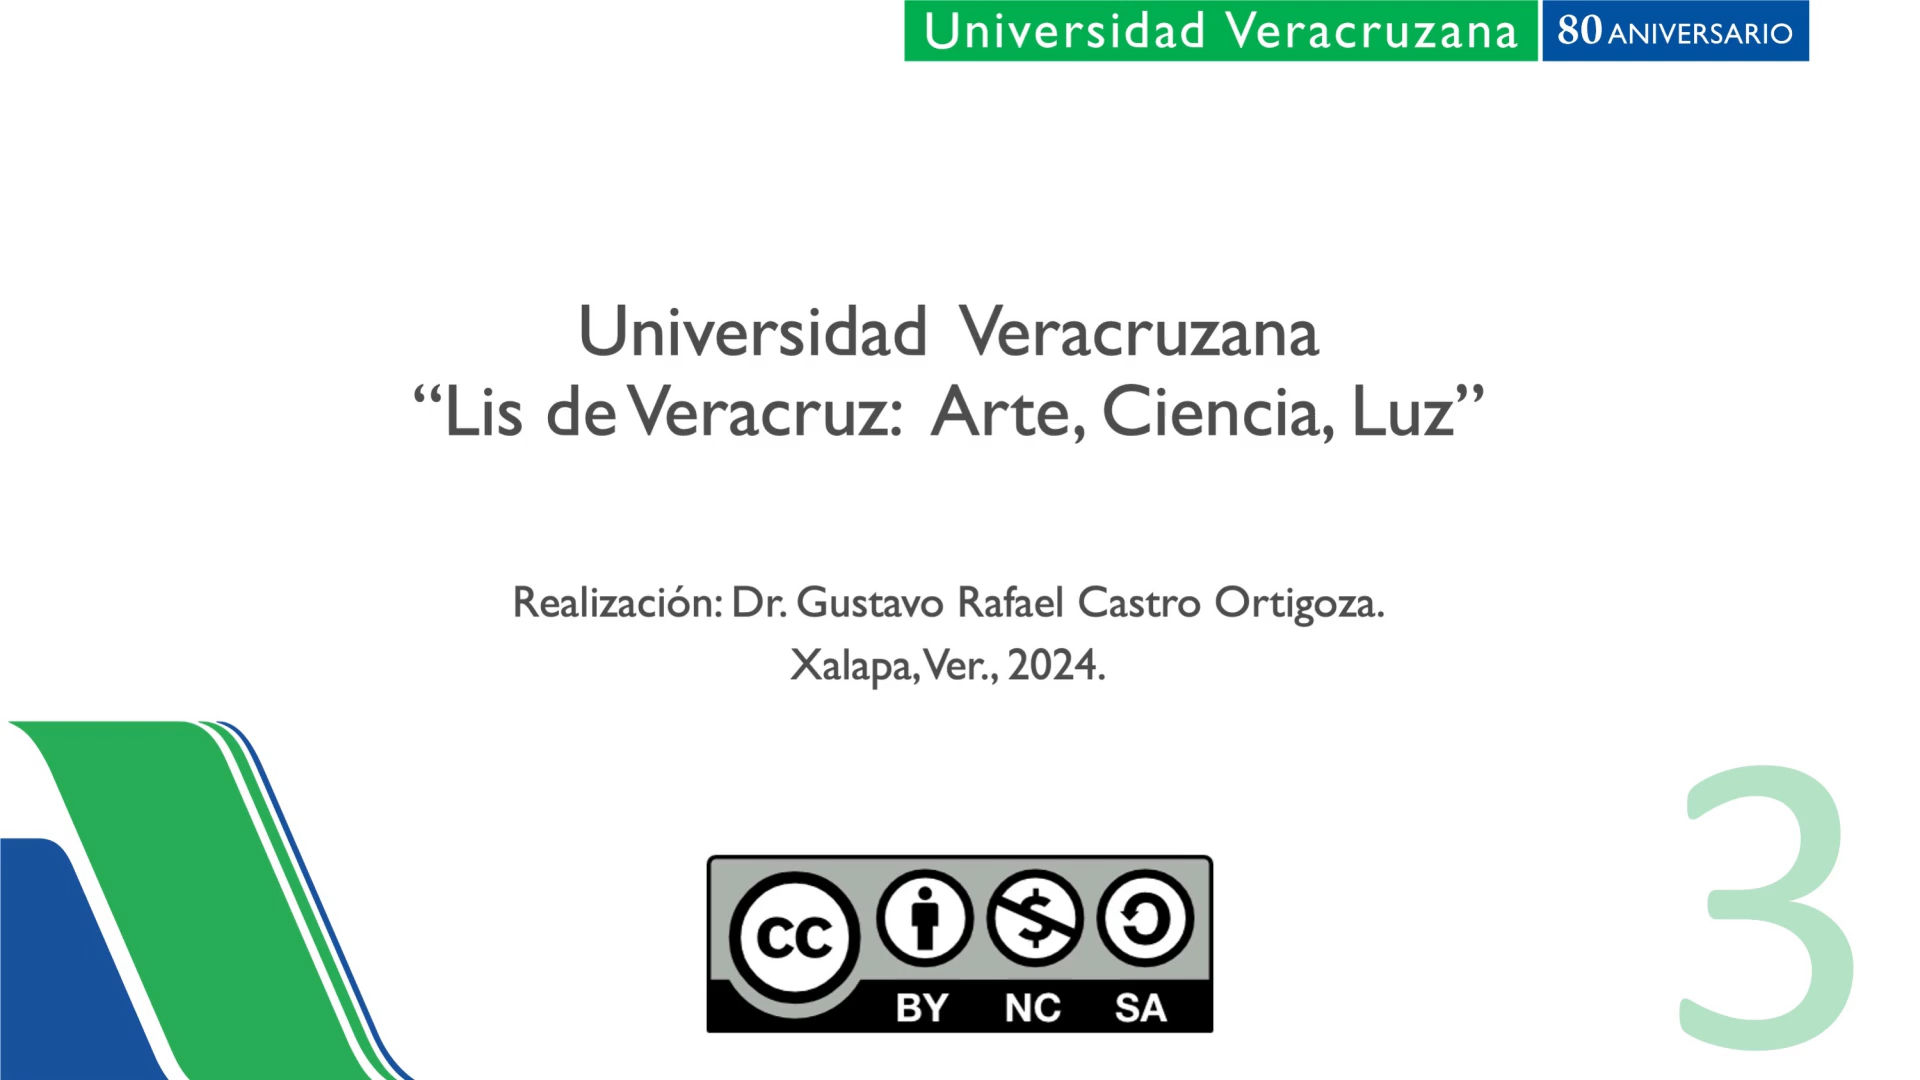 Universidad Veracruzana 80 ANIVERSARIO
Universidad Veracruzana
“Lis de Veracruz: Arte, Ciencia, Luz”
Realización: Dr. Gustavo Rafael Castro Ortigoza.
Xalapa, Ver., 2024.
CC
BY NC SA
3